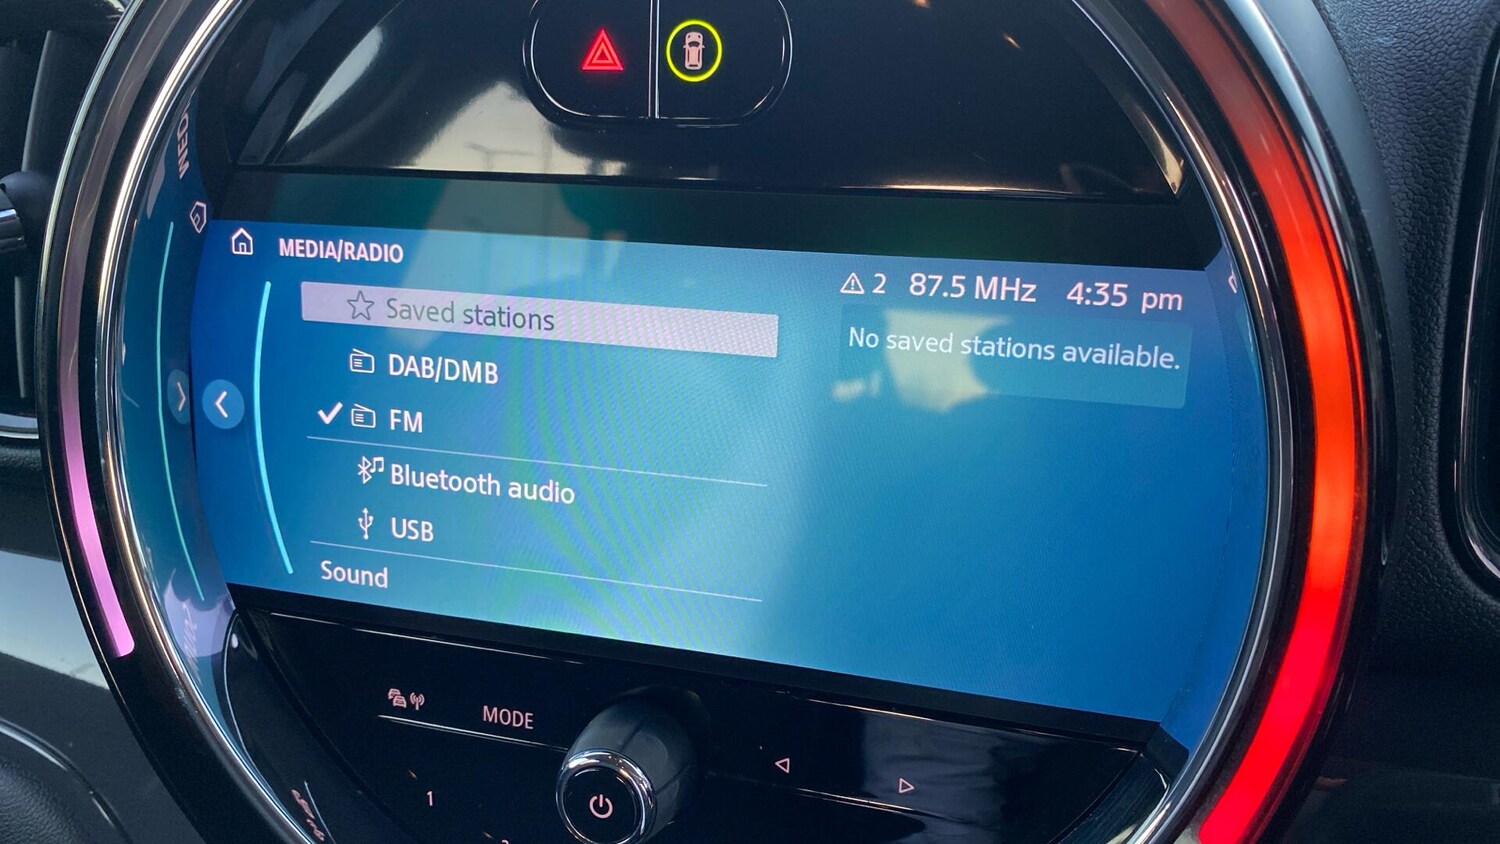 MEDIA/RADIO
2 87.5 MHz 4:35 pm
Saved stations
No saved stations available.
DAB/DMB
FM
Bluetooth audio
USB
Sound
MODE
1